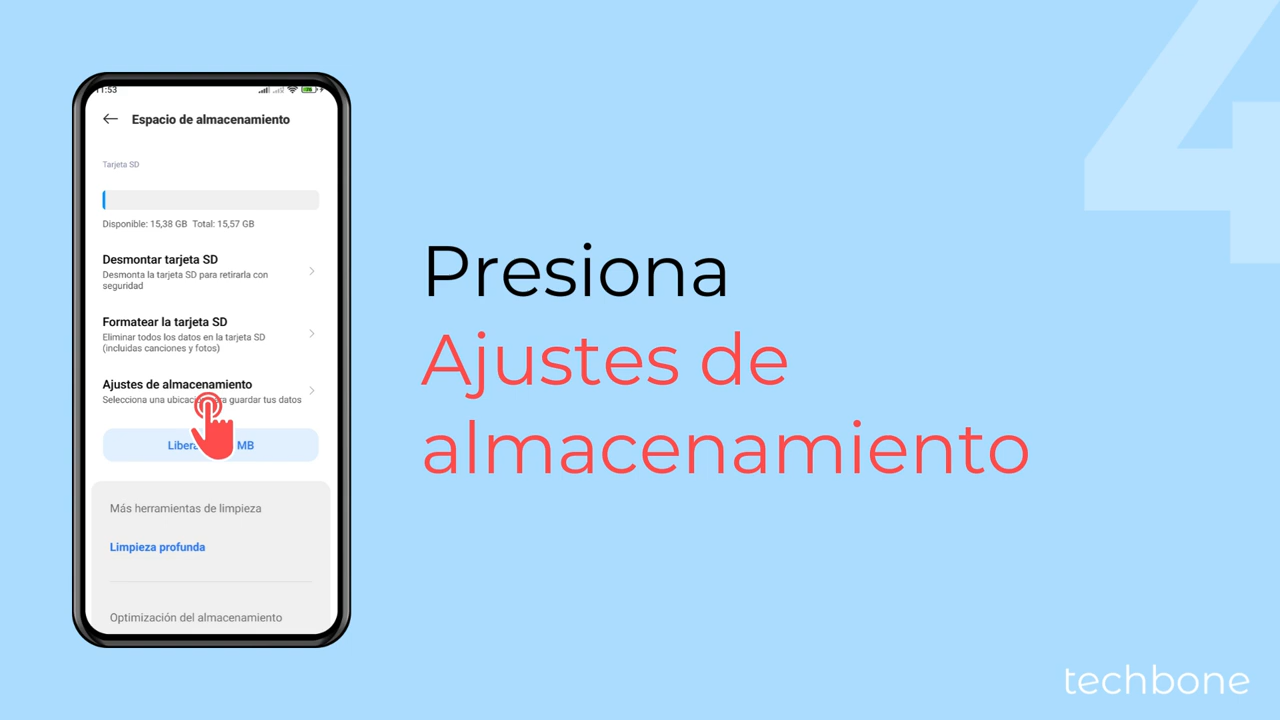 11:53
Espacio de almacenamiento
Tarjeta SD
Disponible: 15,38 GB Total: 15,57 GB
Desmontar tarjeta SD
Desmonta la tarjeta SD para retirarla con
seguridad
Formatear la tarjeta SD
Eliminar todos los datos en la tarjeta SD
(incluidas canciones y fotos)
Ajustes de almacenamiento
Selecciona una guardar tus datos
MB
Más herramientas de limpieza
Limpieza profunda
Optimización del almacenamiento
Presiona
Ajustes de
almacenamiento
4
techbone